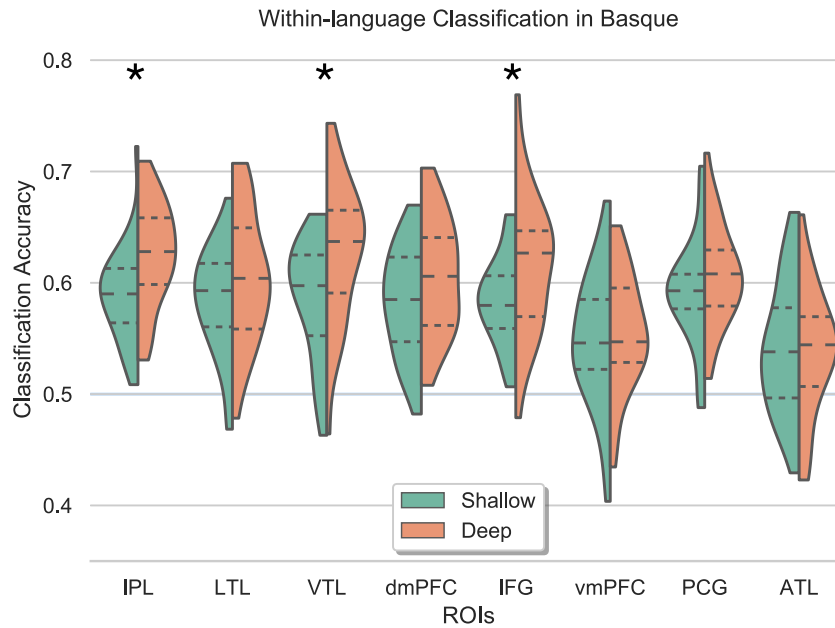 Within-language Classification in Basque
0.8
0.7
0.6
0.5
0.4
Classification Accuracy
* * *
Shallow
Deep
IPL LTL VTL dmPFC IFG vmPFC PCG ATL
ROIs